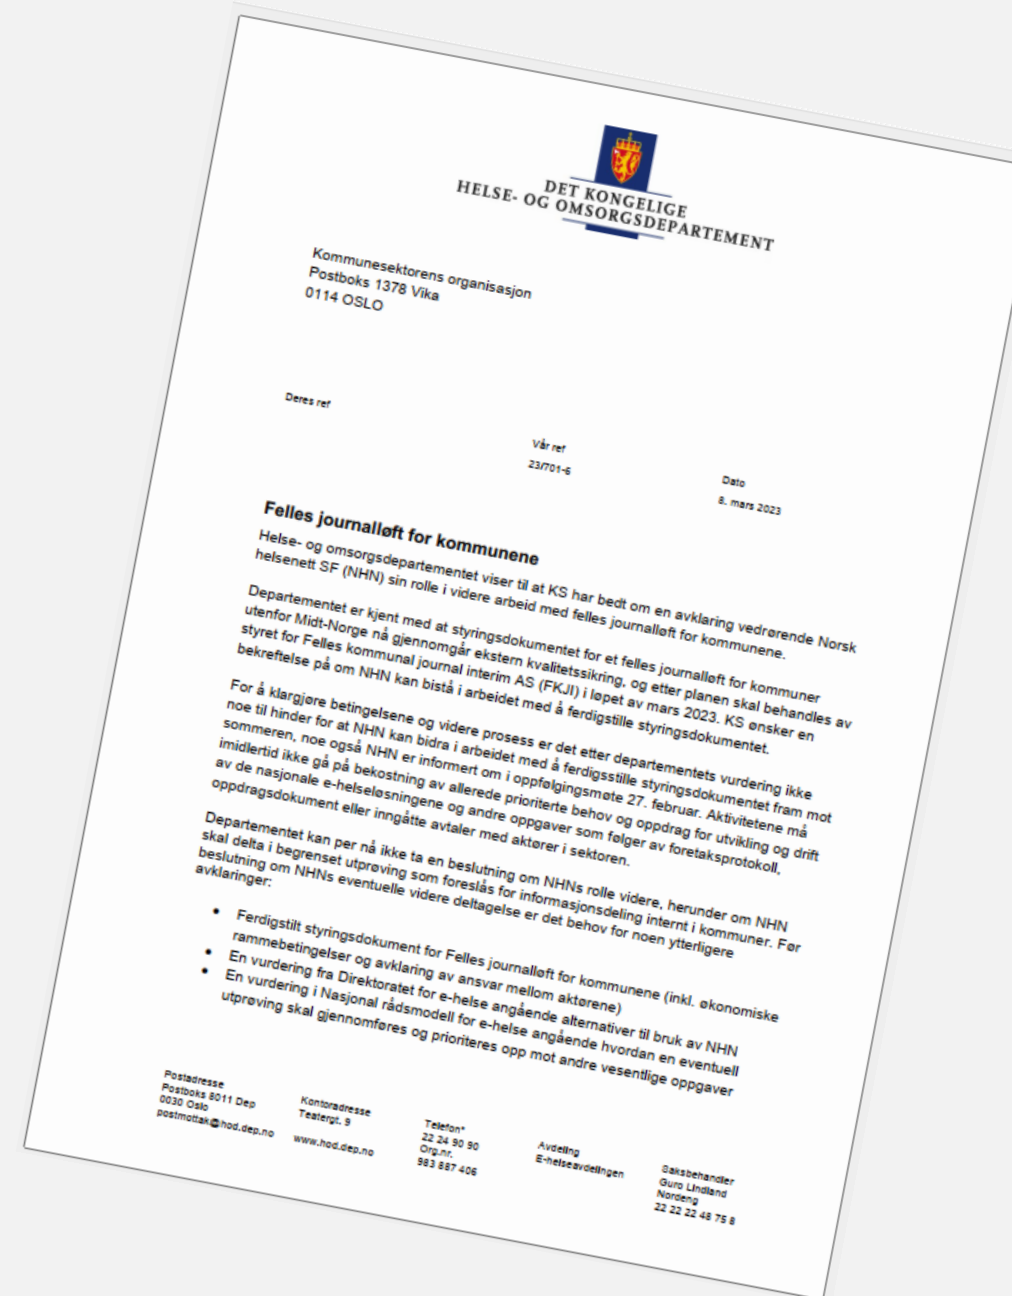 DET KONGELIGE
HELSE- OG OMSORGSDEPARTEMENT
Kommunesektorens organisasjon
Postboks 1378 Vika
0114 OSLO
Deres ref
Vår ref
23/701-6
Dato
8. mars 2023
Felles journalløft for kommunene
Helse- og omsorgsdepartementet viser til at KS har bedt om en avklaring vedrørende Norsk
helsenett SF (NHN) sin rolle i videre arbeid med felles journalløft for kommunene.
Departementet er kjent med at styringsdokumentet for et felles journalløft for kommuner
utenfor Midt-Norge nå gjennomgår ekstern kvalitetssikring, og etter planen skal behandles av
styret for Felles kommunal journal interim AS (FKJI) i løpet av mars 2023. KS ønsker en
bekreftelse på om NHN kan bistå i arbeidet med å ferdigstille styringsdokumentet.
For å klargjøre betingelsene og videre prosess er det etter departementets vurdering ikke
noe til hinder for at NHN kan bidra i arbeidet med å ferdigsstille styringsdokumentet fram mot
sommeren, noe også NHN er informert om i oppfølgingsmøte 27. februar. Aktivitetene må
imidlertid ikke gå på bekostning av allerede prioriterte behov og oppdrag for utvikling og drift
av de nasjonale e-helseløsningene og andre oppgaver som følger av foretaksprotokoll,
oppdragsdokument eller inngåtte avtaler med aktører i sektoren.
Departementet kan per nå ikke ta en beslutning om NHNs rolle videre, herunder om NHN
skal delta i begrenset utprøving som foreslås for informasjonsdeling internt i kommuner. Før
beslutning om NHNs eventuelle videre deltagelse er det behov for noen ytterligere
avklaringer:
• Ferdigstilt styringsdokument for Felles journalløft for kommunene (inkl. økonomiske
rammebetingelser og avklaring av ansvar mellom aktørene)
• En vurdering fra Direktoratet for e-helse angående alternativer til bruk av NHN
• En vurdering i Nasjonal rådsmodell for e-helse angående hvordan en eventuell
utprøving skal gjennomføres og prioriteres opp mot andre vesentlige oppgaver
Postadresse
Postboks 8011 Dep
0030 Oslo
postmottak@hod.dep.no
Kontoradresse
Teatergt. 9
www.hod.dep.no
Telefon*
22 24 90 90
Org.nr.
983 887 406
Avdeling
E-helseavdelingen
Saksbehandler
Guro Lindland
Nordeng
22 22 22 48 75 8